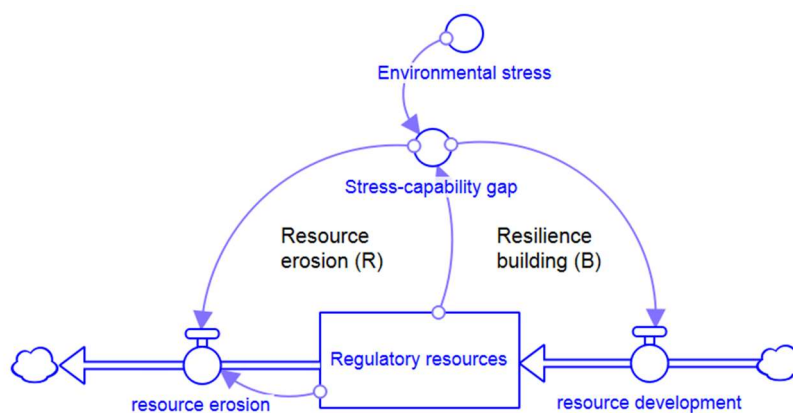 Environmental stress
Stress-capability gap
Resource
erosion (R)
Resilience
building (B)
Regulatory resources
resource erosion
resource development